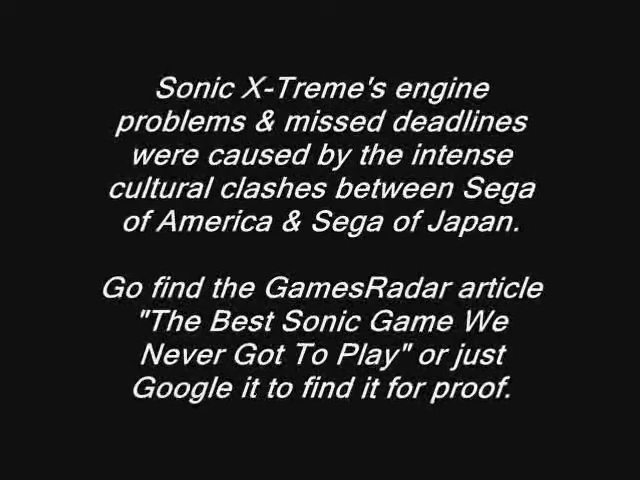 Sonic X-Treme's engine
problems & missed deadlines
were caused by the intense
cultural clashes between Sega
of America & Sega of Japan.
Go find the GamesRadar article
"The Best Sonic Game We
Never Got To Play" or just
Google it to find it for proof.